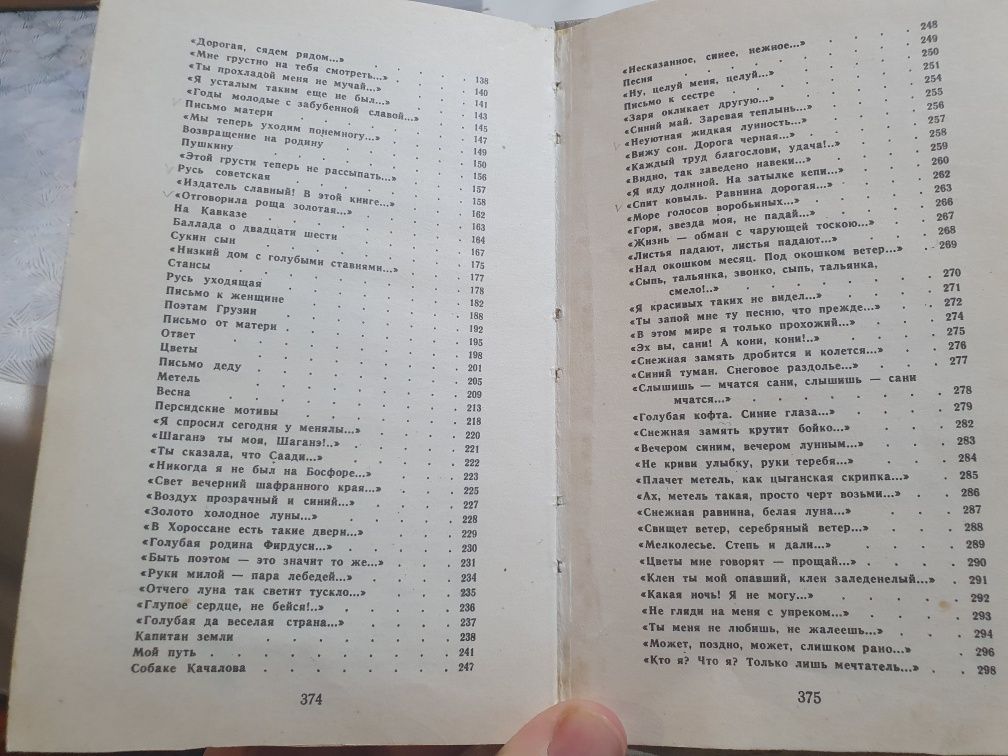 «Дорогая, сядем рядом...» . . . . . 138
«Мне грустно на тебя смотреть...» . . . . 140
«Ты прохладой меня не мучай...» . . . . 141
«Я усталым таким еще не был...» . . . . 143
«Годы молодые с забубенной славой...» . . . 145
Письмо матери . . . . . . 147
«Мы теперь уходим понемногу...» . . . . 149
Возвращение на родину . . . . . 150
Пушкину . . . . . . . 156
«Этой грусти теперь не рассыпать...» . . . 157
Русь советская . . . . . . 158
«Издатель славный! В этой книге...» . . . 162
«Отговорила роща золотая...» . . . . 163
На Кавказе . . . . . . . 164
Баллада о двадцати шести . . . . . 167
Сукин сын . . . . . . . 175
«Низкий дом с голубыми ставнями...» . . . 177
Стансы . . . . . . . . 178
Русь уходящая . . . . . . 182
Письмо к женщине . . . . . . 188
Поэтам Грузии . . . . . . 192
Письмо от матери . . . . . . 195
Ответ . . . . . . . . 198
Цветы . . . . . . . . 201
Письмо деду . . . . . . . 205
Метель . . . . . . . . 209
Весна . . . . . . . . 213
Персидские мотивы . . . . . . 218
«Я спросил сегодня у менялы...» . . . . 220
«Шаганэ ты моя, Шаганэ!..» . . . . . 221
«Ты сказала, что Саади...» . . . . . 222
«Никогда я не был на Босфоре...» . . . . 223
«Свет вечерний шафранного края...» . . . 225
«Воздух прозрачный и синий...» . . . . 227
«Золото холодное луны...» . . . . . 228
«В Хороссане есть такие двери...» . . . . 229
«Голубая родина Фирдуси...» . . . . . 230
«Быть поэтом — это значит то же...» . . . 231
«Руки милой — пара лебедей...» . . . . 234
«Отчего луна так светит тускло...» . . . . 235
«Глупое сердце, не бейся!..» . . . . . 236
«Голубая да веселая страна...» . . . . 237
Капитан земли . . . . . . 238
Мой путь . . . . . . . . 241
Собаке Качалова . . . . . . 247
374
«Несказанное, синее, нежное...» . . . . 248
Песня . . . . . . . . 249
«Ну, целуй меня, целуй...» . . . . . 250
Письмо к сестре . . . . . . 251
«Заря окликает другую...» . . . . . 254
«Синий май. Заревая теплынь...» . . . . 255
«Неуютная жидкая лунность...» . . . . 256
«Вижу сон. Дорога черная...» . . . . 257
«Каждый труд благослови, удача!..» . . . 258
«Видно, так заведено навеки...» . . . . 259
«Я иду долиной. На затылке кепи...» . . . 260
«Спит ковыль. Равнина дорогая...» . . . 262
«Море голосов воробьиных...» . . . . 263
«Гори, звезда моя, не падай...» . . . . 266
«Жизнь — обман с чарующей тоскою...» . . . 267
«Листья падают, листья падают...» . . . 268
«Над окошком месяц. Под окошком ветер...» . . 269
«Сыпь, тальянка, звонко, сыпь, тальянка,
смело!..» . . . . . . . 270
«Я красивых таких не видел...» . . . . 271
«Ты запой мне ту песню, что прежде...» . . . 272
«В этом мире я только прохожий...» . . . 274
«Эх вы, сани! А кони, кони!..» . . . . 275
«Снежная замять дробится и колется...» . . . 276
«Синий туман. Снеговое раздолье...» . . . 277
«Слышишь — мчатся сани, слышишь — сани
мчатся...» . . . . . . . 278
«Голубая кофта. Синие глаза...» . . . . 279
«Снежная замять крутит бойко...» . . . . 282
«Вечером синим, вечером лунным...» . . . 283
«Не криви улыбку, руки теребя...» . . . . 284
«Плачет метель, как цыганская скрипка...» . . 285
«Ах, метель такая, просто черт возьми...» . . 286
«Снежная равнина, белая луна...» . . . . 287
«Свищет ветер, серебряный ветер...» . . . 288
«Мелколесье. Степь и дали...» . . . . 289
«Цветы мне говорят — прощай...» . . . . 290
«Клен ты мой опавший, клен заледенелый...» . 291
«Какая ночь! Я не могу...» . . . . . 292
«Не гляди на меня с упреком...» . . . . 293
«Ты меня не любишь, не жалеешь...» . . . 294
«Может, поздно, может, слишком рано...» . . 296
«Кто я? Что я? Только лишь мечтатель...» . . 298
375